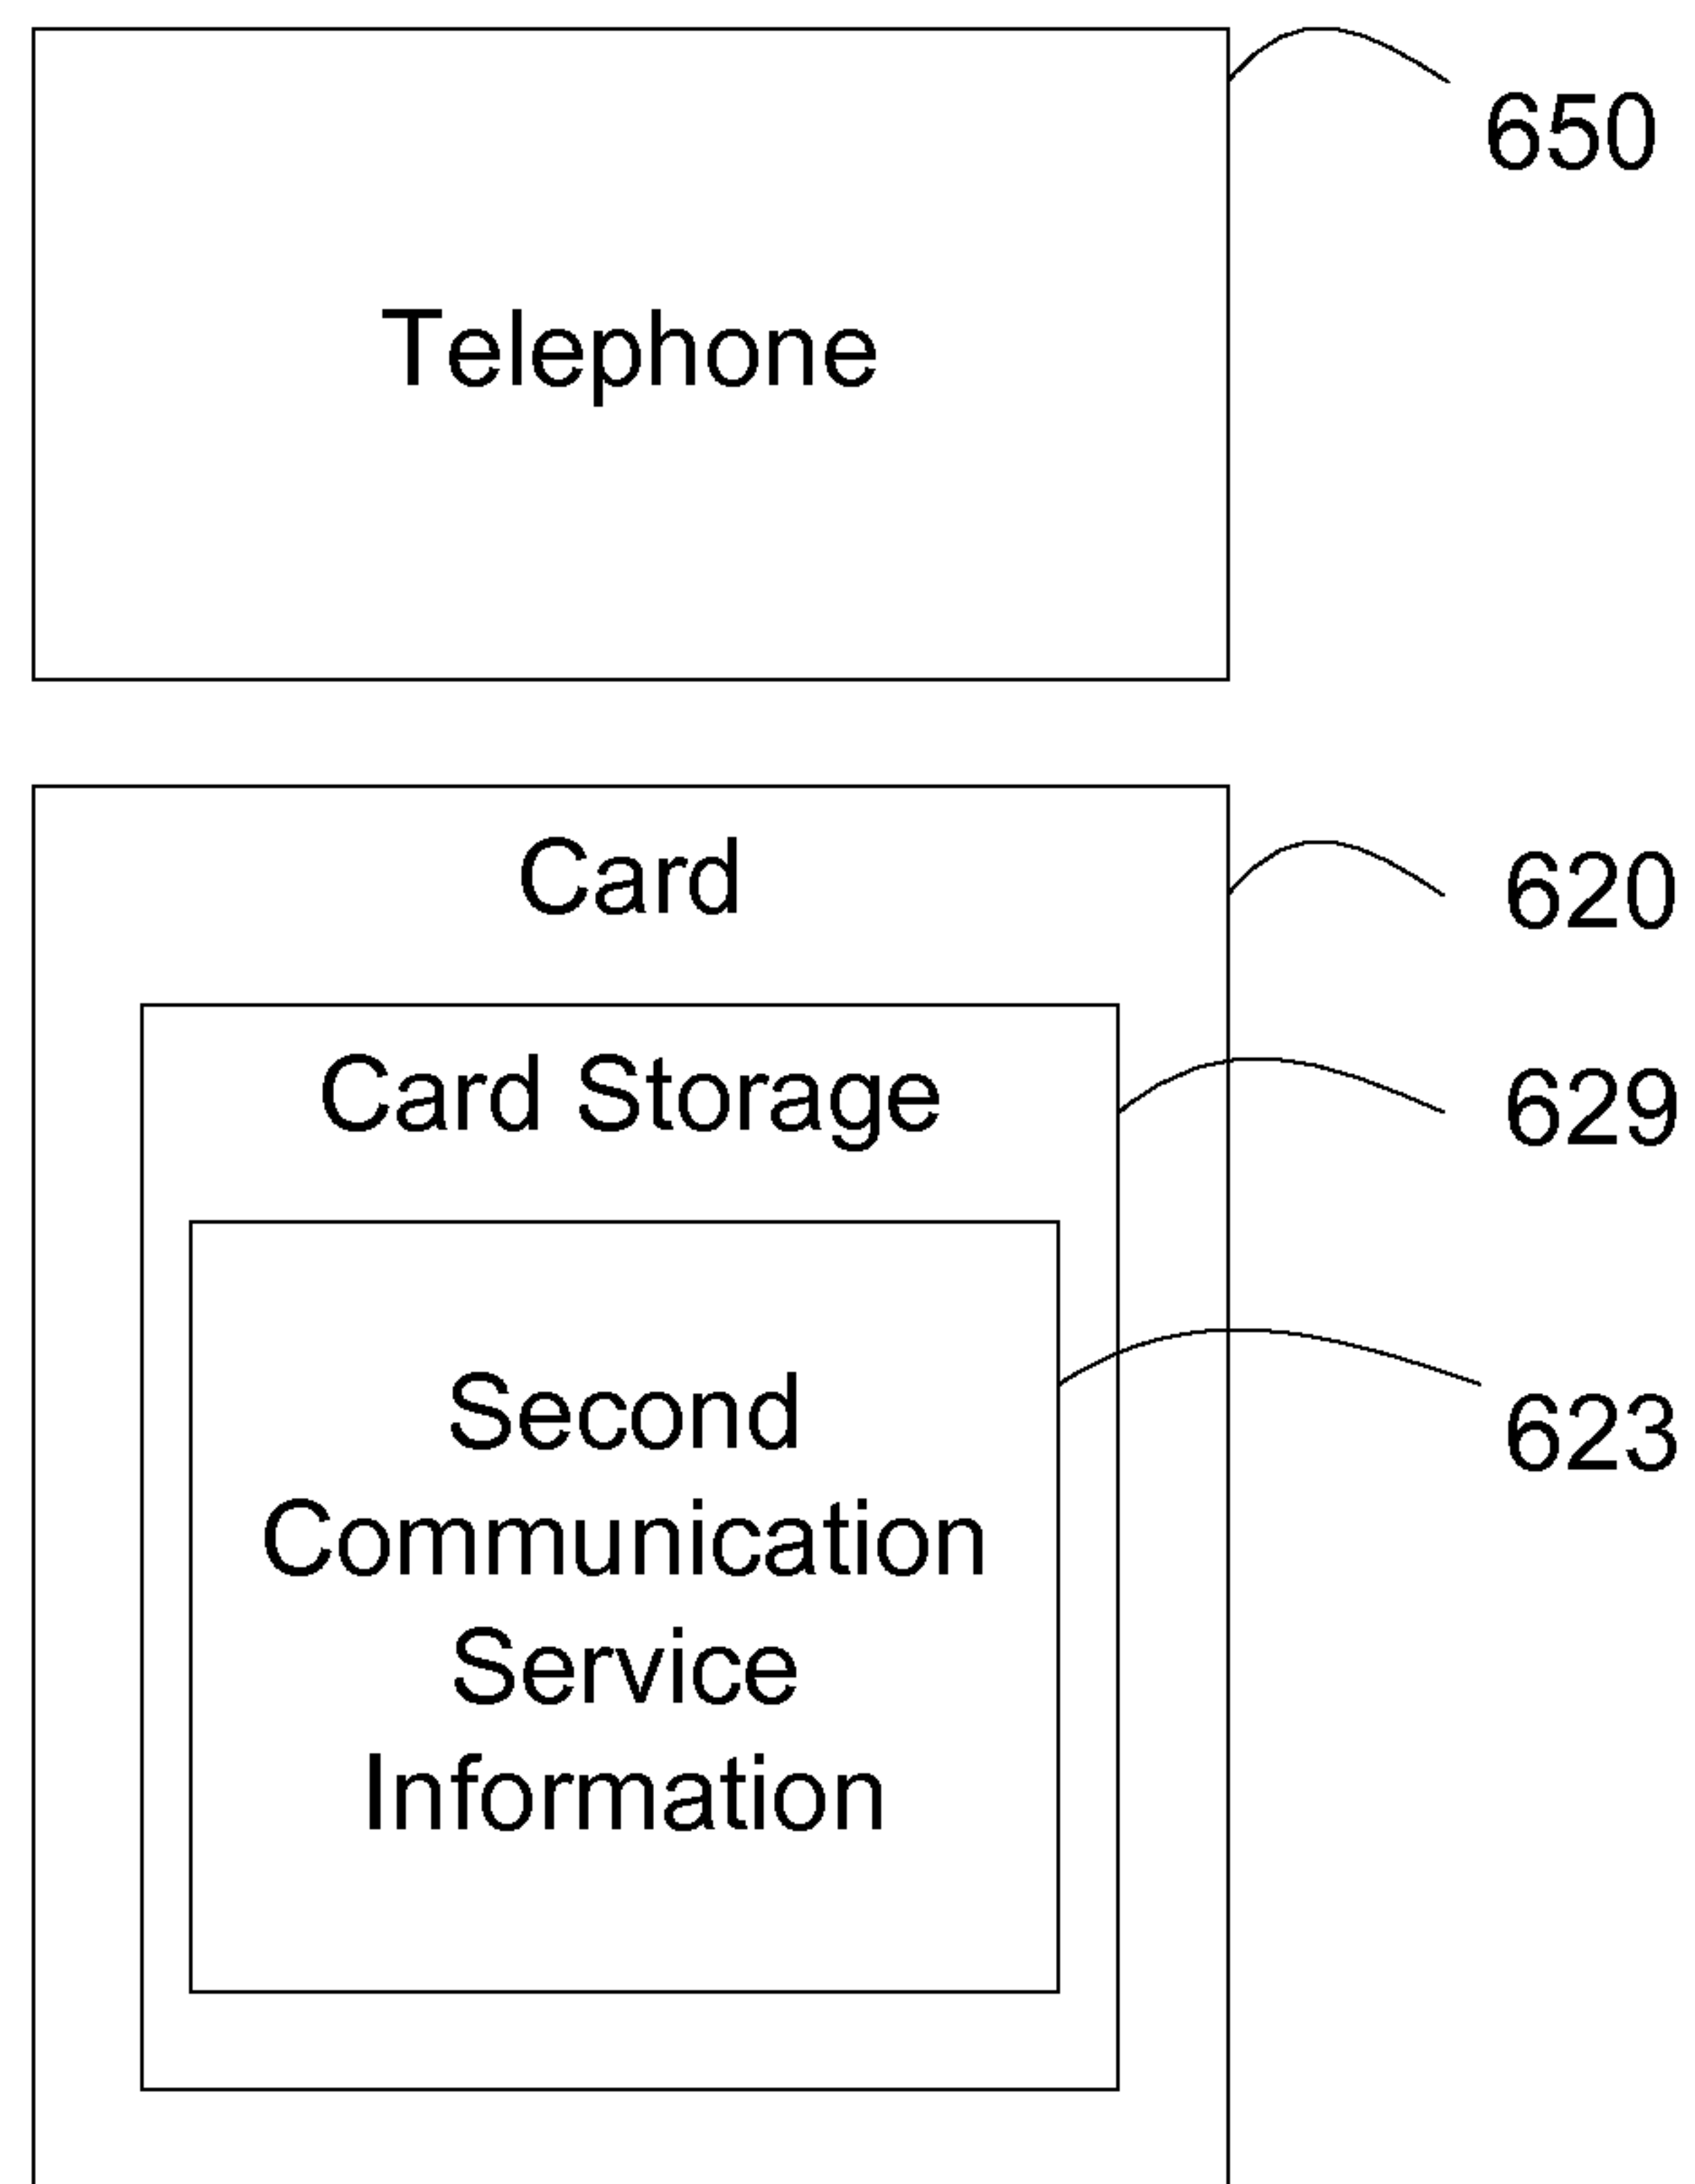 650
Telephone
Card
620
Card Storage
629
Second
Communication
Service
Information
623